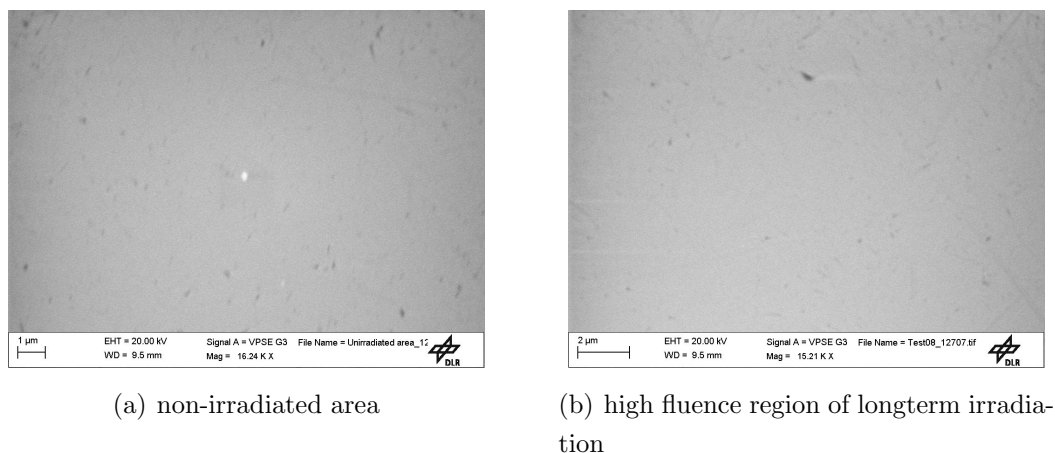 1 µm
EHT = 20.00 kV
Signal A = VPSE G3
File Name = Unirradiated area_12
WD = 9.5 mm
Mag = 16.24 K X
DLR
2 µm
EHT = 20.00 kV
Signal A = VPSE G3
File Name = Test08_12707.tif
WD = 9.5 mm
Mag = 15.21 K X
DLR
(a) non-irradiated area
(b) high fluence region of longterm irradia-
tion